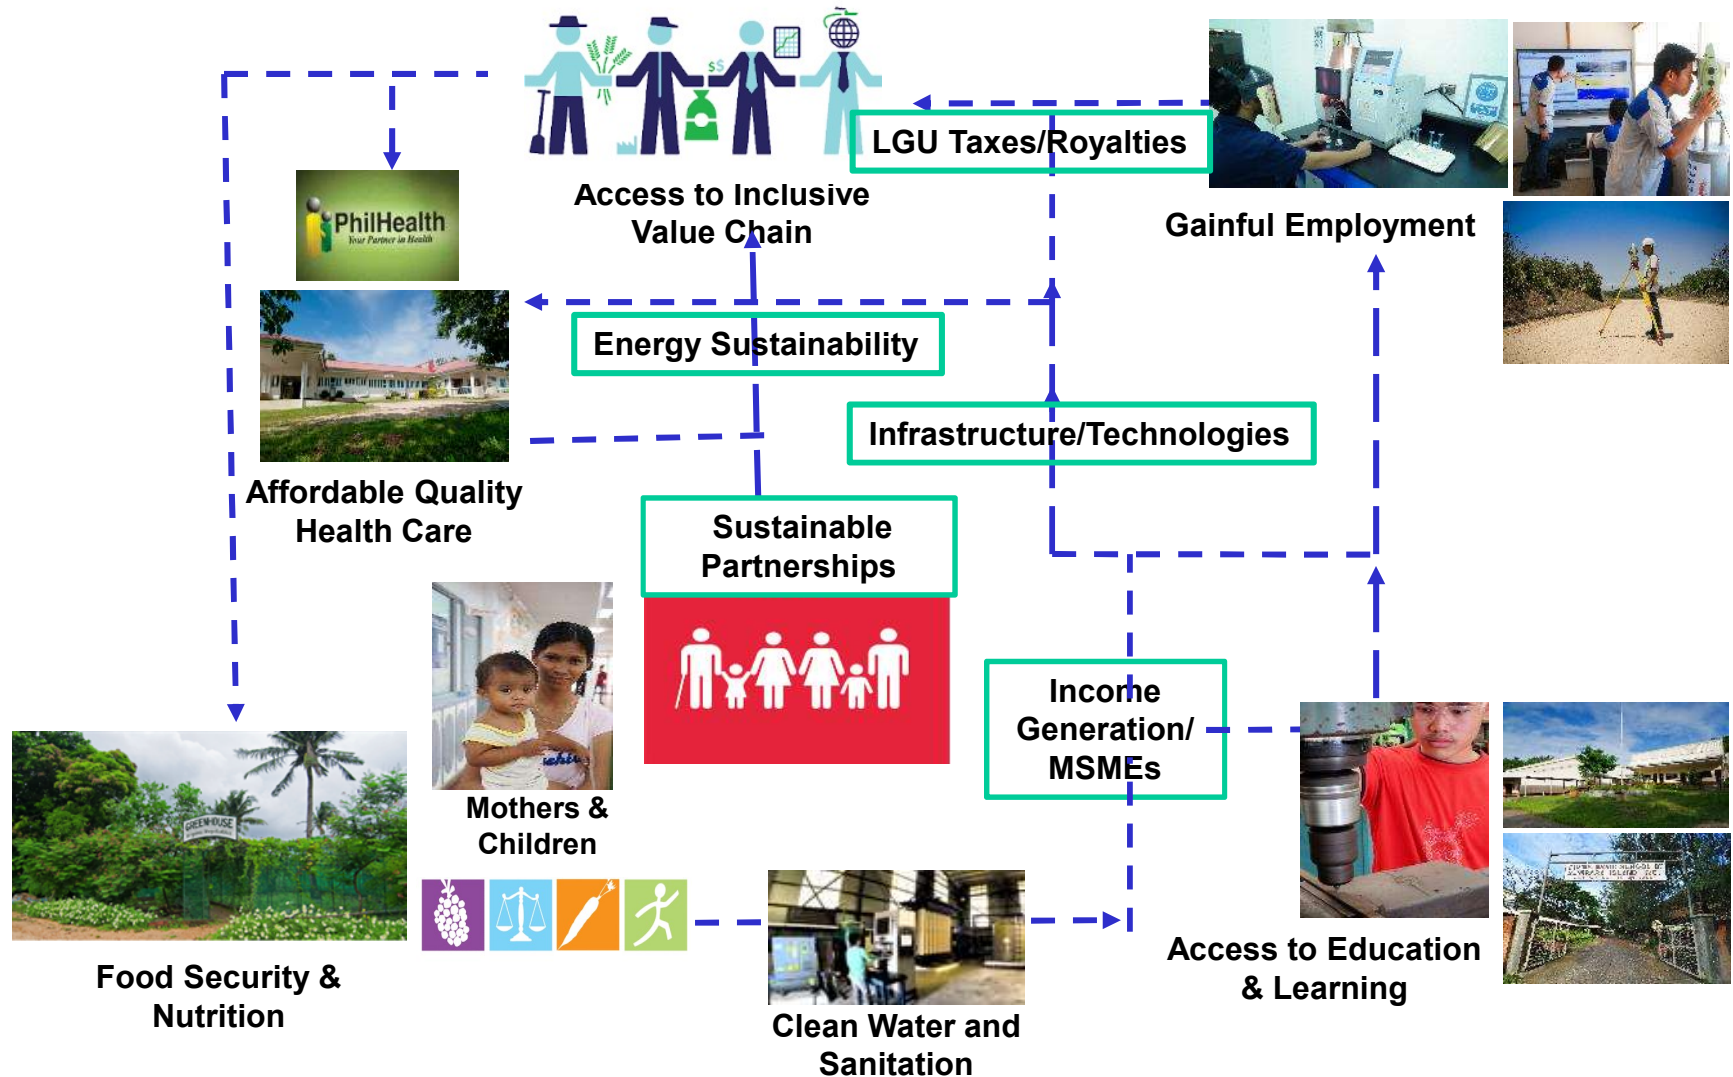 $$
LGU Taxes/Royalties
Access to Inclusive
Value Chain
Gainful Employment
PhilHealth
Your Partner in Health
Energy Sustainability
Infrastructure/Technologies
Affordable Quality
Health Care
Sustainable
Partnerships
Income
Generation/
MSMEs
GREENHOUSE
Mothers &
Children
Food Security &
Nutrition
Clean Water and
Sanitation
Access to Education
& Learning